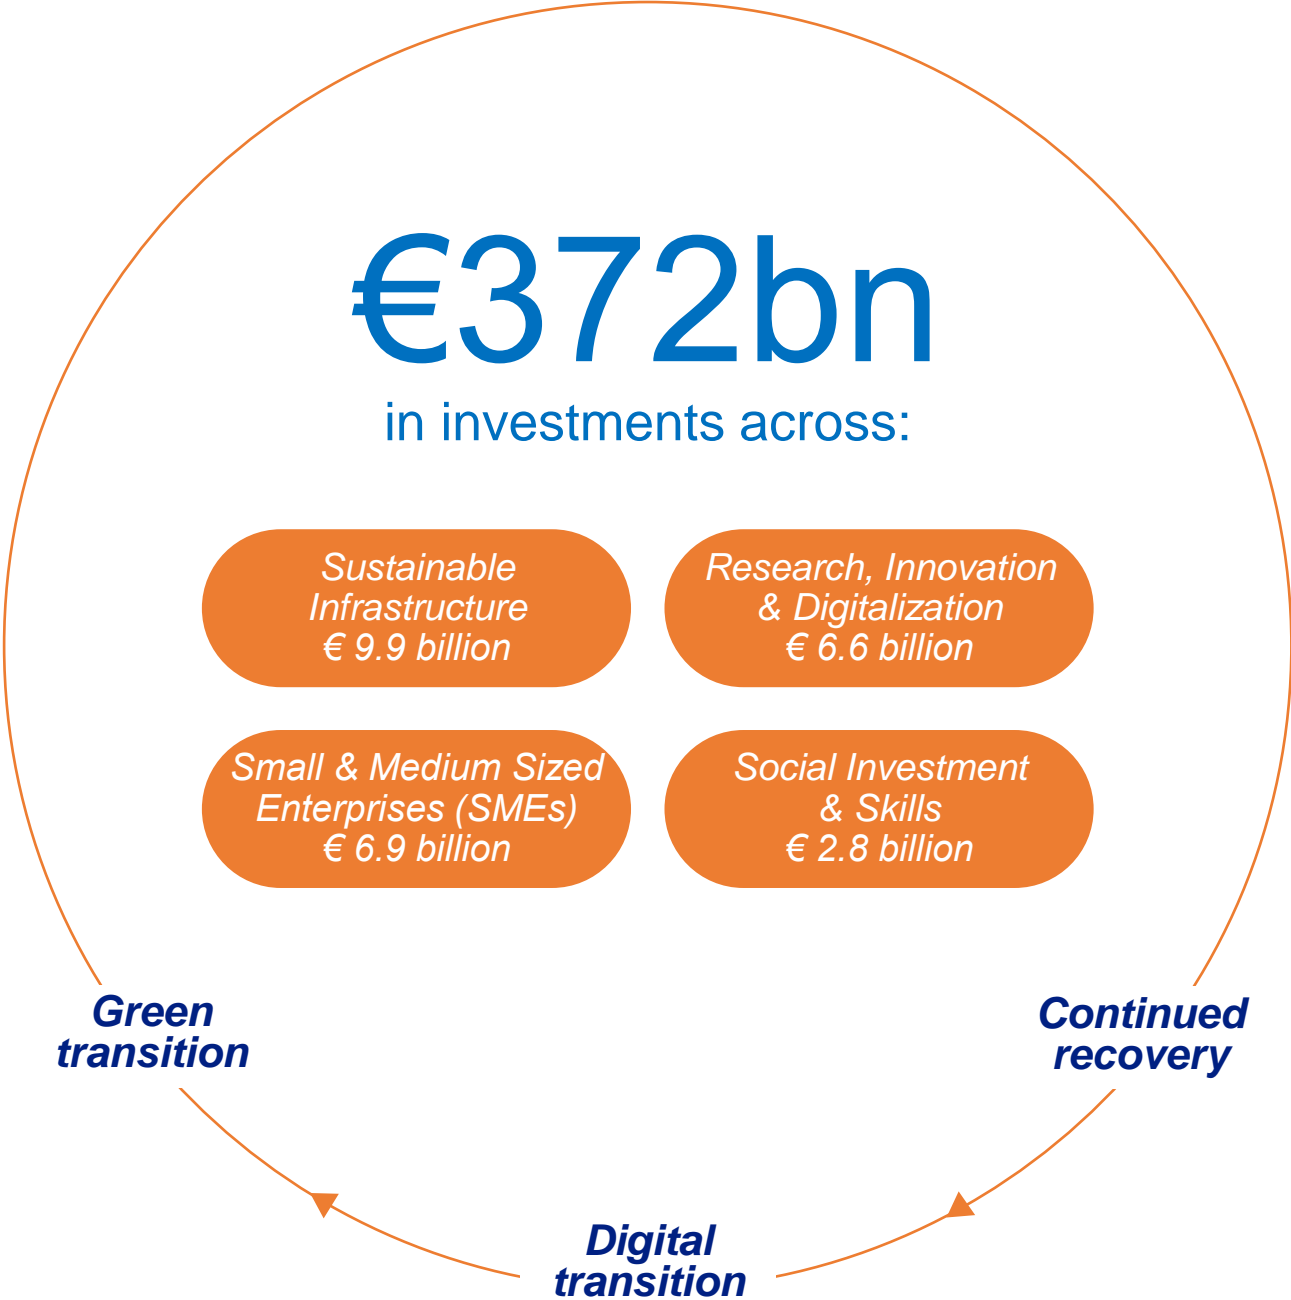 €372bn
in investments across:
Sustainable
Infrastructure
€ 9.9 billion
Research, Innovation
& Digitalization
€ 6.6 billion
Small & Medium Sized
Enterprises (SMEs)
€ 6.9 billion
Social Investment
& Skills
€ 2.8 billion
Green
transition
Continued
recovery
Digital
transition